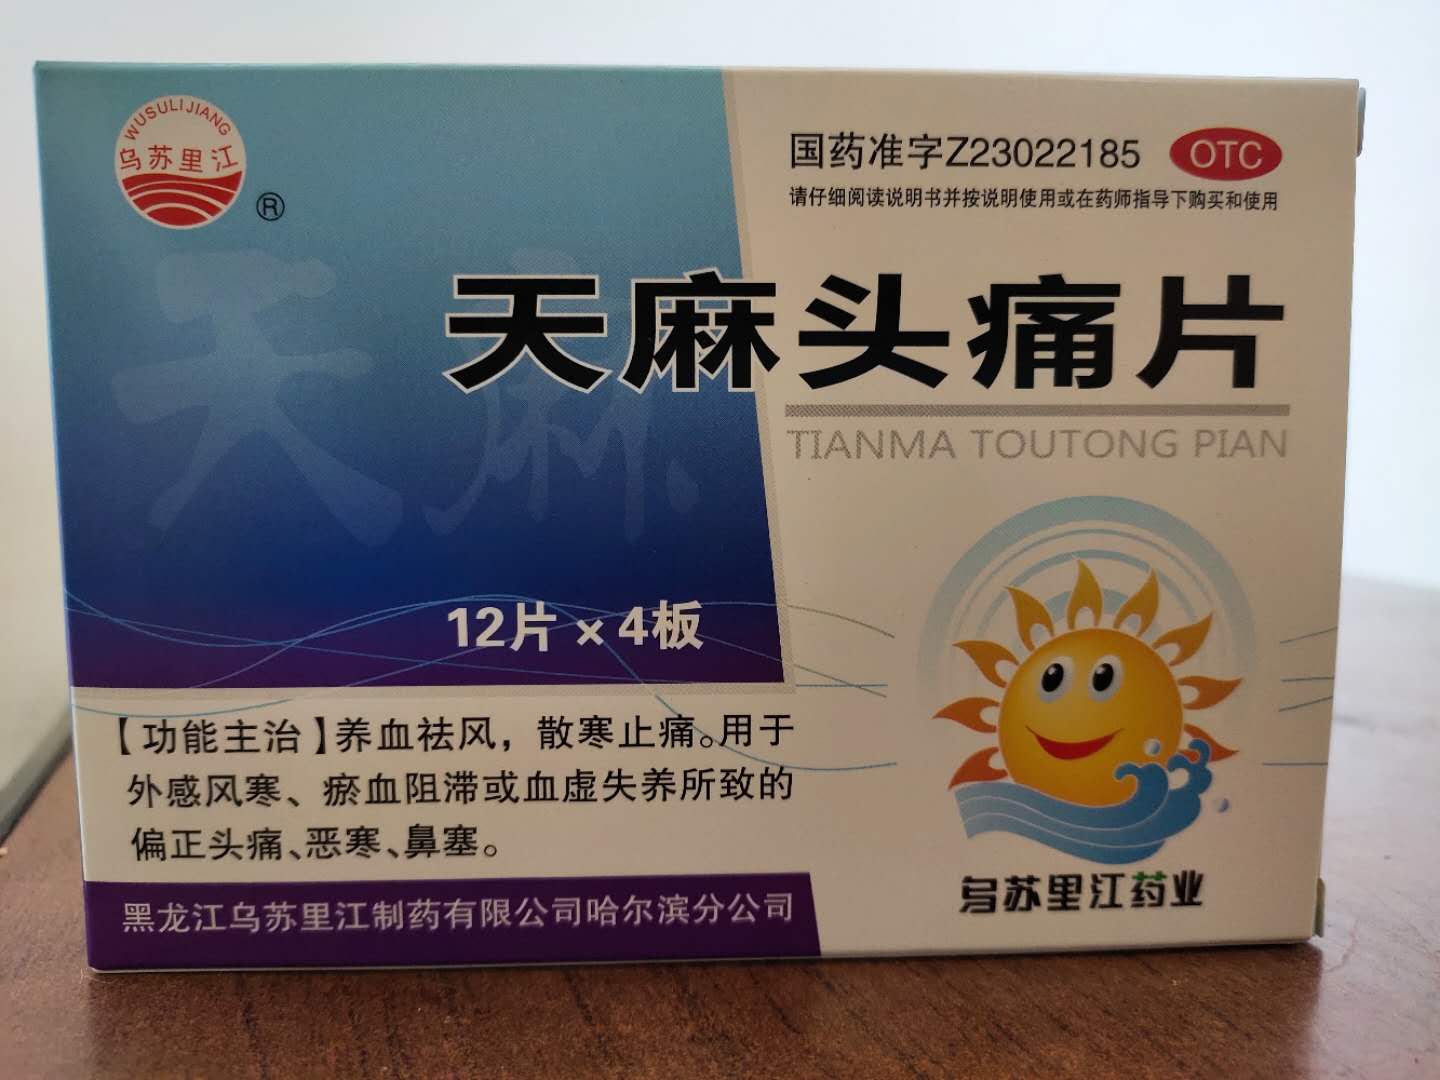 WUSULIJIANG
乌苏里江
®
国药准字Z23022185
OTC
请仔细阅读说明书并按说明使用或在药师指导下购买和使用
天麻
天麻头痛片
TIANMA TOUTONG PIAN
12片×4板
【功能主治】养血祛风，散寒止痛。用于
外感风寒、瘀血阻滞或血虚失养所致的
偏正头痛、恶寒、鼻塞。
乌苏里江药业
黑龙江乌苏里江制药有限公司哈尔滨分公司